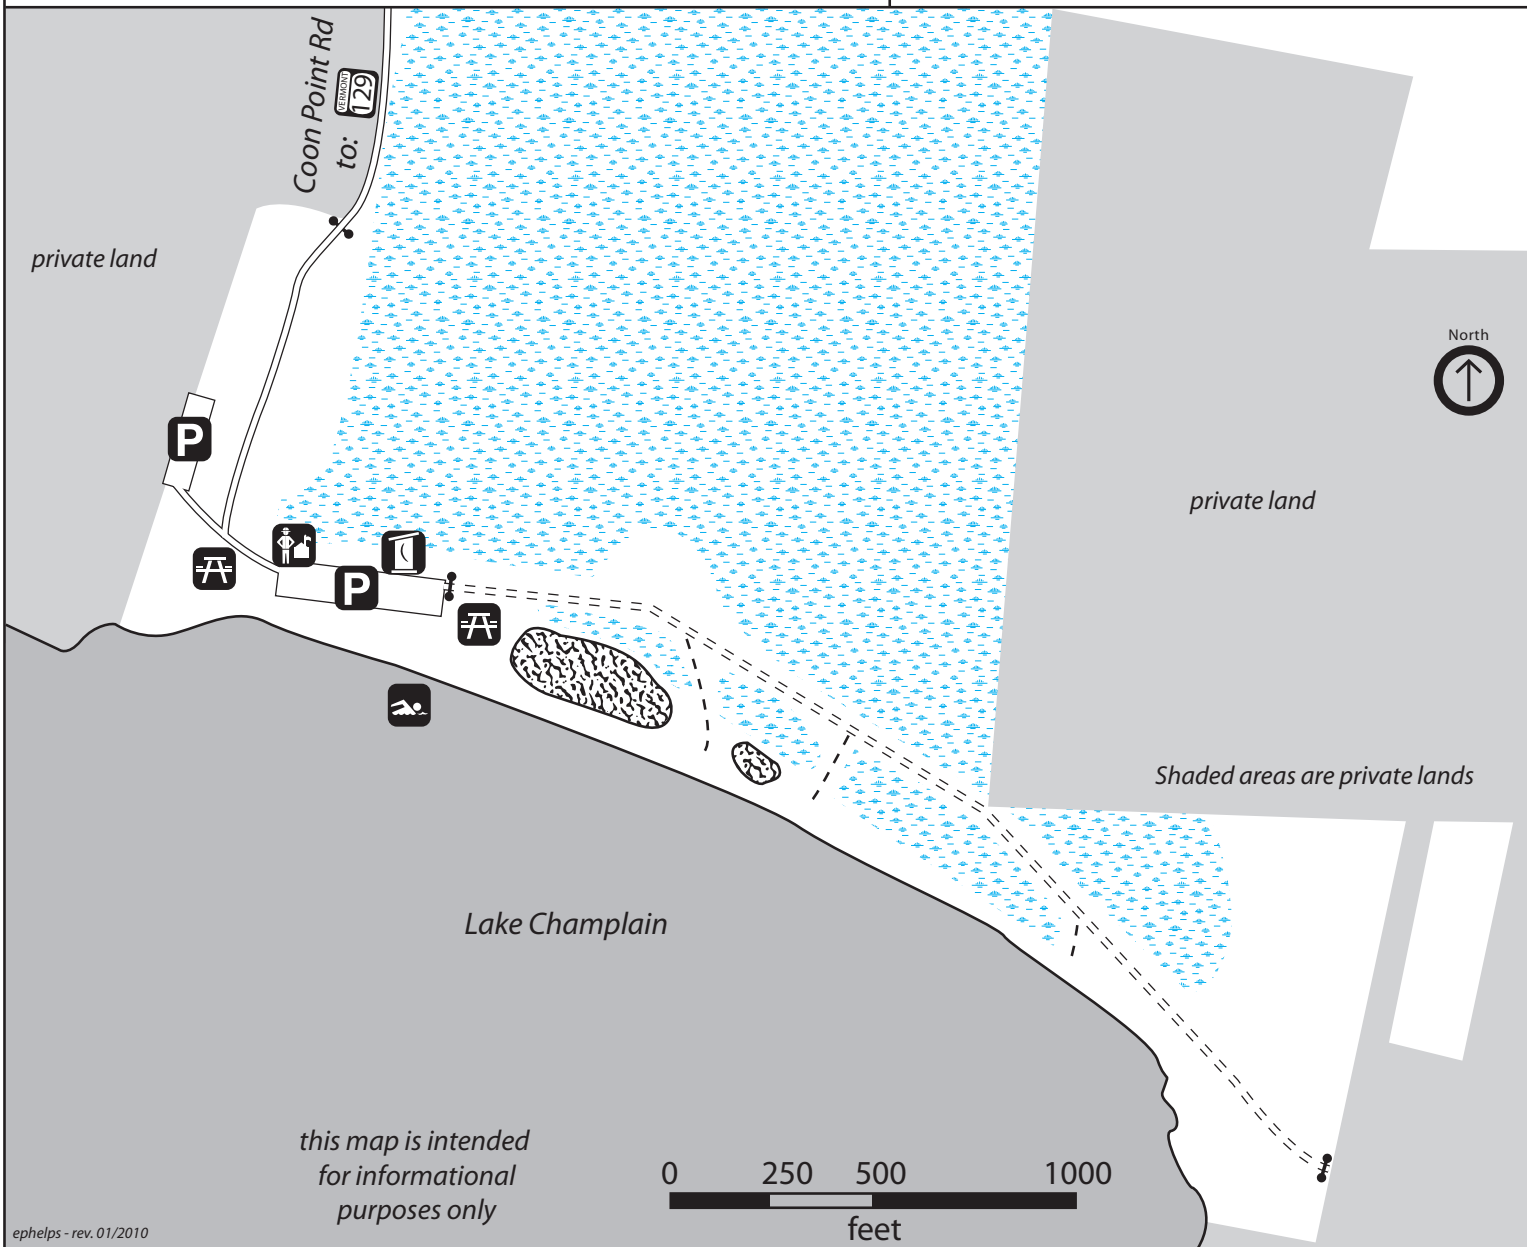 Coon Point Rd
to:
VERMONT
129
private land
North
private land
P
P
Shaded areas are private lands
Lake Champlain
this map is intended
for informational
purposes only
0 250 500 1000
feet
ephelps - rev. 01/2010